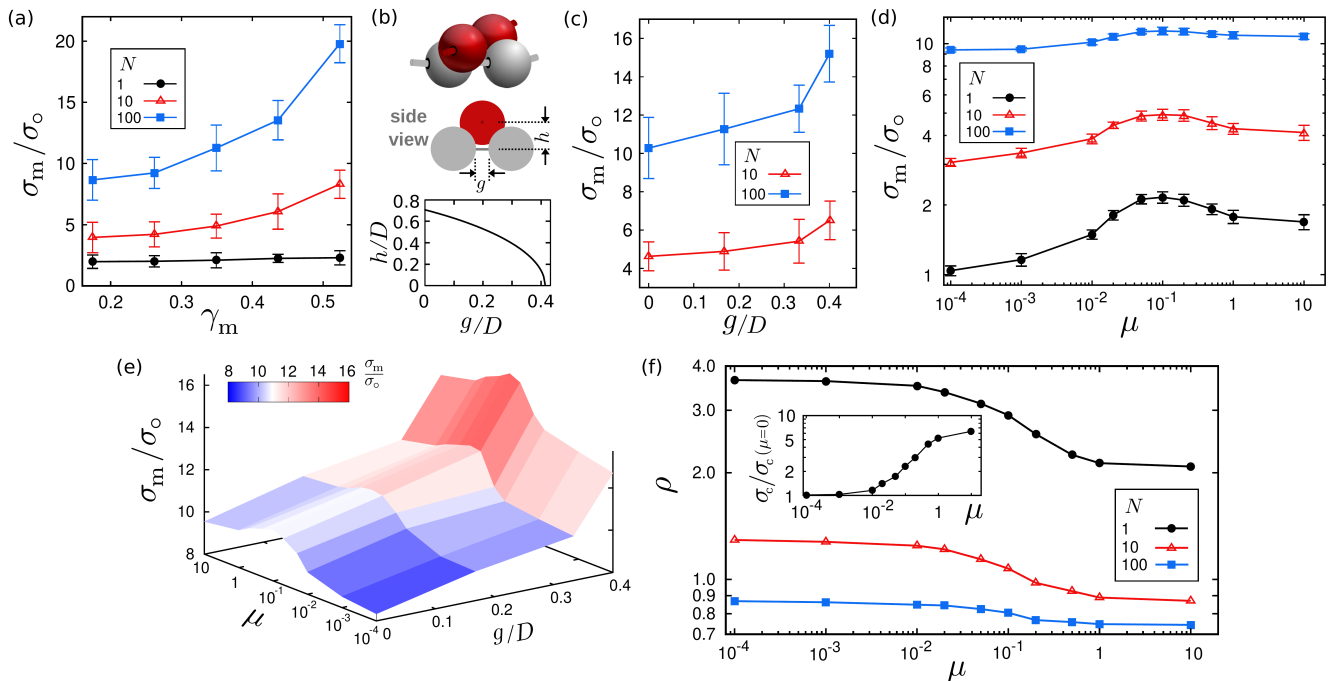 (a)
σm/σ○
20
15
10
5
0
N
1
10
100
0.2 0.3 0.4 0.5
γm
(b)
side
view
h
g
h/D
0.8
0.6
0.4
0.2
0
0 0.2 0.4
g/D
(c)
σm/σ○
16
14
12
10
8
6
4
N
10
100
0 0.1 0.2 0.3 0.4
g/D
(d)
σm/σ○
10
8
6
4
2
1
N
1
10
100
10⁻⁴ 10⁻³ 10⁻² 10⁻¹ 1 10
μ
(e)
8 10 12 14 16 σm/σ○
σm/σ○
16
14
12
10
8
10 1 10⁻¹ 10⁻² 10⁻³ 10⁻⁴
μ
0 0.1 0.2 0.3 0.4
g/D
(f)
ρ
4.0
3.0
2.0
1.0
0.9
0.8
0.7
σc/σc(μ=0)
10
5
2
1
10⁻⁴ 10⁻² 1 μ
N
1
10
100
10⁻⁴ 10⁻³ 10⁻² 10⁻¹ 1 10
μ